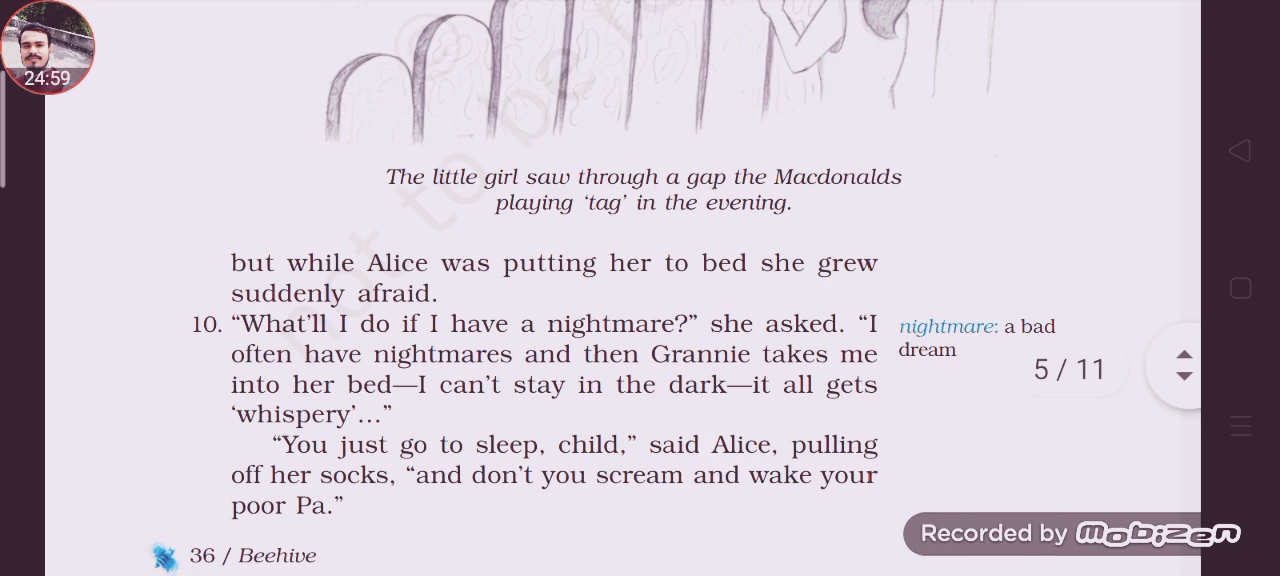 24:59
The little girl saw through a gap the Macdonalds
playing ‘tag’ in the evening.
but while Alice was putting her to bed she grew
suddenly afraid.
10. “What’ll I do if I have a nightmare?” she asked. “I
often have nightmares and then Grannie takes me
into her bed—I can’t stay in the dark—it all gets
‘whispery’...”
“You just go to sleep, child,” said Alice, pulling
off her socks, “and don’t you scream and wake your
poor Pa.”
nightmare: a bad
dream
5 / 11
36 / Beehive
Recorded by mobizen
not to be